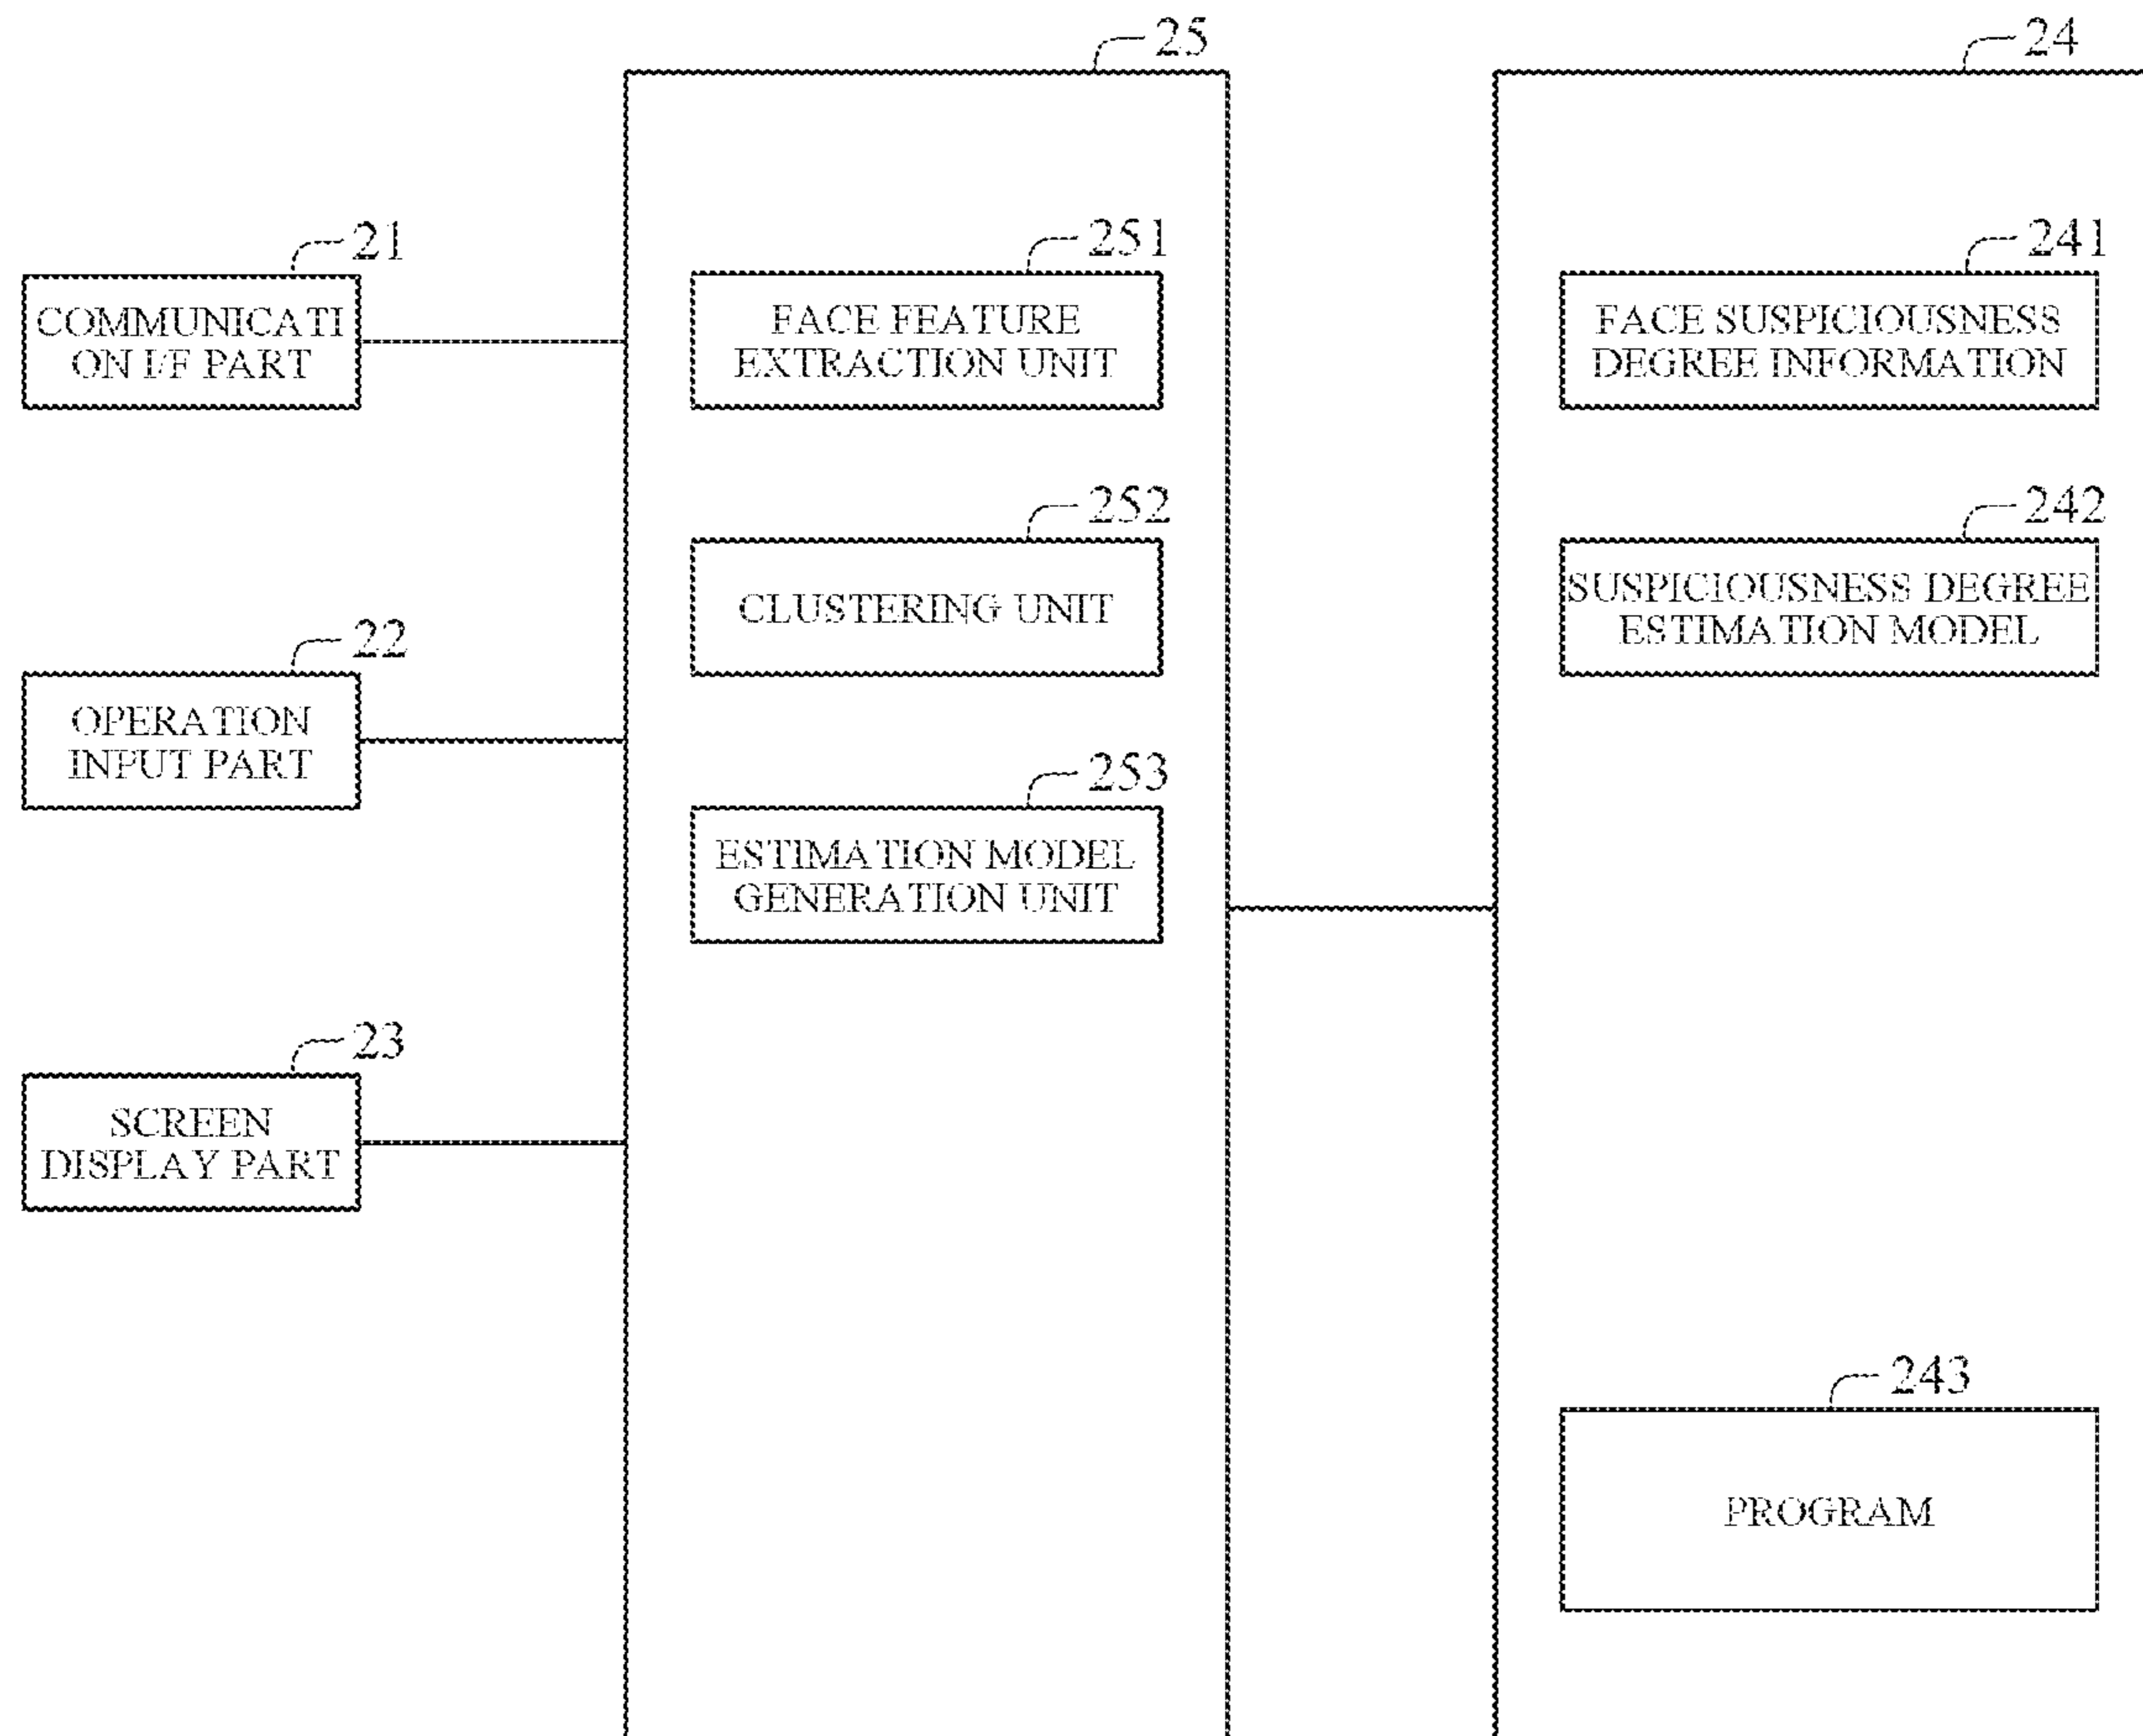 25
24
21
COMMUNICATI
ON I/F PART
251
FACE FEATURE
EXTRACTION UNIT
241
FACE SUSPICIOUSNESS
DEGREE INFORMATION
252
CLUSTERING UNIT
242
SUSPICIOUSNESS DEGREE
ESTIMATION MODEL
22
OPERATION
INPUT PART
253
ESTIMATION MODEL
GENERATION UNIT
23
SCREEN
DISPLAY PART
243
PROGRAM